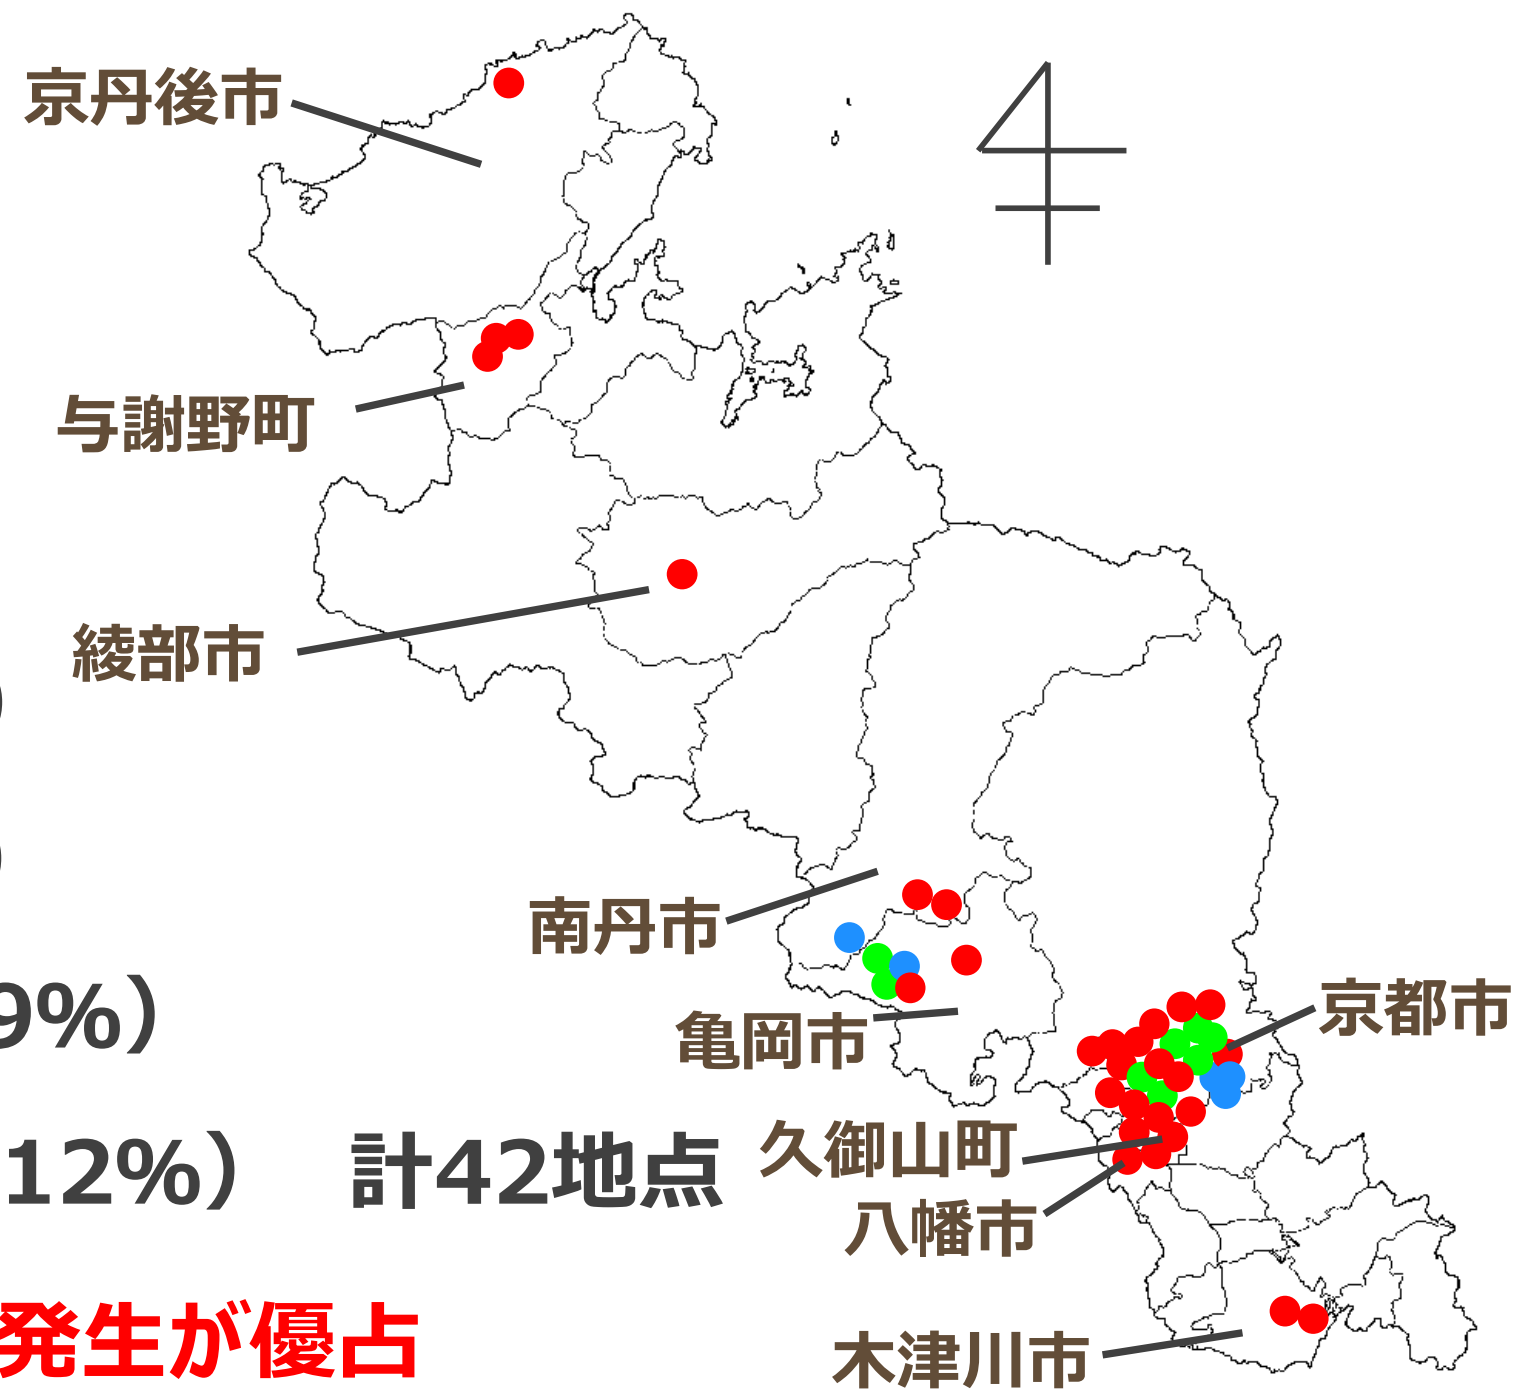 京丹後市
与謝野町
綾部市
）
）
南丹市
9%）
京都市
亀岡市
久御山町
12%） 計42地点
八幡市
発生が優占
木津川市